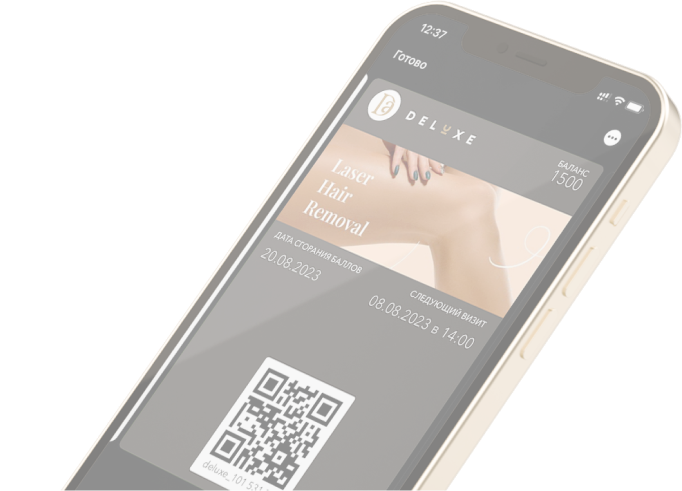 12:37
Готово
DELUXE
БАЛАНС
1500
Laser
Hair
Removal
ДАТА СГОРАНИЯ БАЛЛОВ
20.08.2023
СЛЕДУЮЩИЙ ВИЗИТ
08.08.2023 в 14:00
deluxe_101